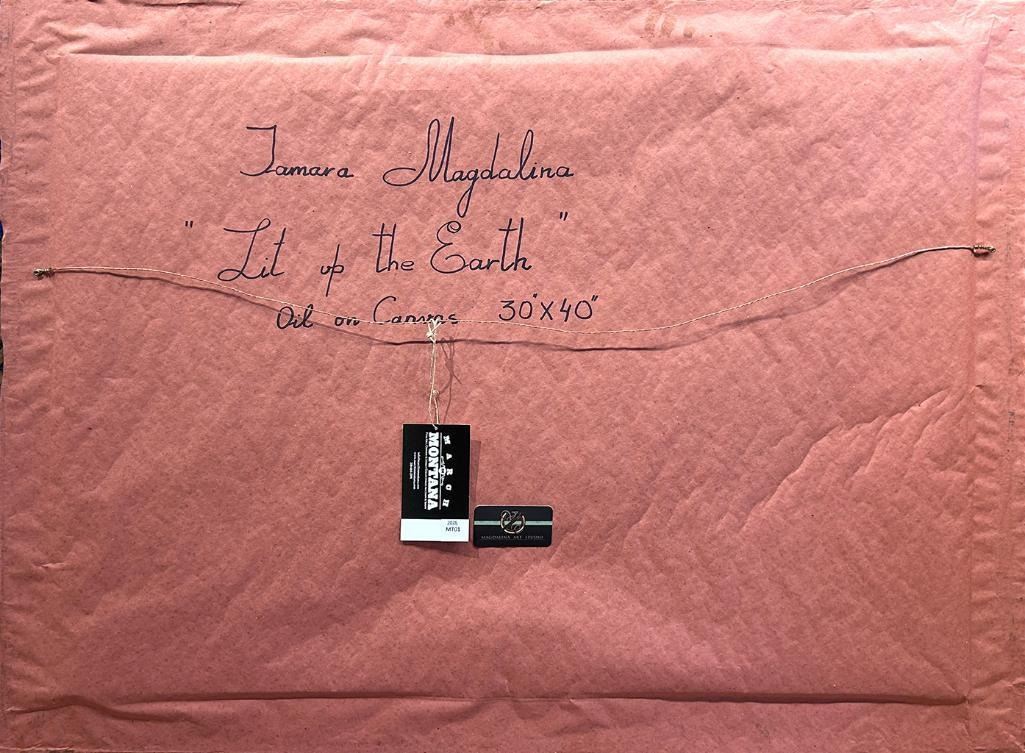 Tamara Magdalina
" Lit up the Earth "
Oil on Canvas 30"X40"
MARCH
MONTANA
2026
MT01
MAGDALINA ART STUDIO